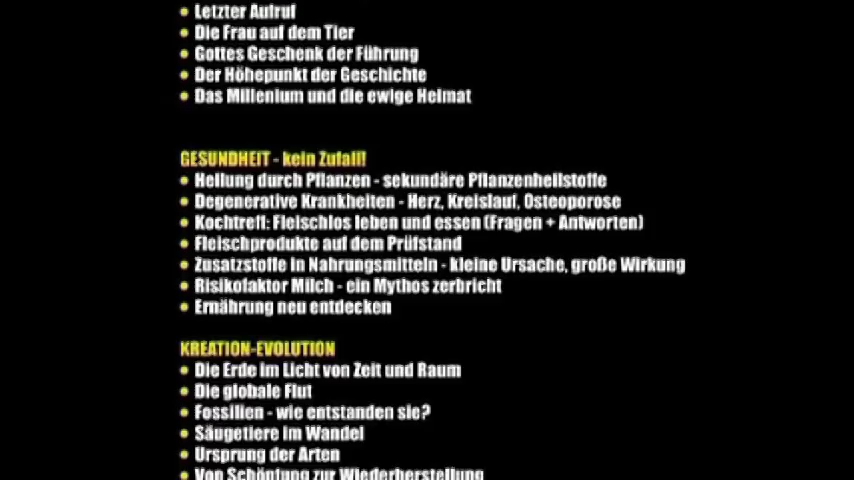 • Letzter Aufruf
• Die Frau auf dem Tier
• Gottes Geschenk der Führung
• Der Höhepunkt der Geschichte
• Das Millenium und die ewige Heimat
GESUNDHEIT - kein Zufall!
• Heilung durch Pflanzen - sekundäre Pflanzenheilstoffe
• Degenerative Krankheiten - Herz, Kreislauf, Osteoporose
• Kochtreff: Fleischlos leben und essen (Fragen + Antworten)
• Fleischprodukte auf dem Prüfstand
• Zusatzstoffe in Nahrungsmitteln - kleine Ursache, große Wirkung
• Risikofaktor Milch - ein Mythos zerbricht
• Ernährung neu entdecken
KREATION-EVOLUTION
• Die Erde im Licht von Zeit und Raum
• Die globale Flut
• Fossilien - wie entstanden sie?
• Säugetiere im Wandel
• Ursprung der Arten
• Von Schöpfung zur Wiederherstellung